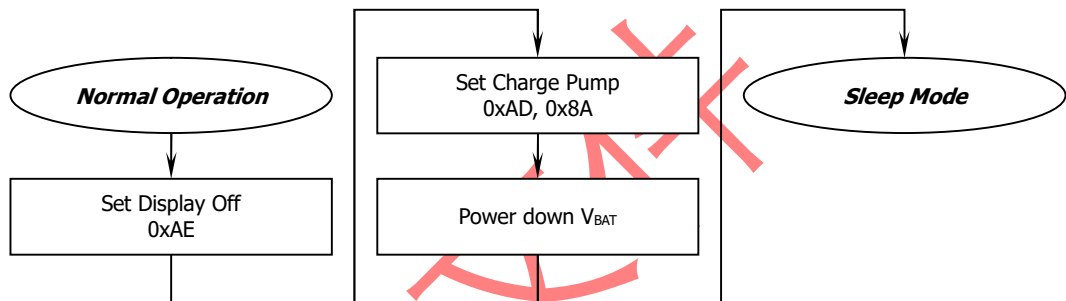 Normal Operation
Set Display Off
0xAE
Set Charge Pump
0xAD, 0x8A
Power down VBAT
Sleep Mode